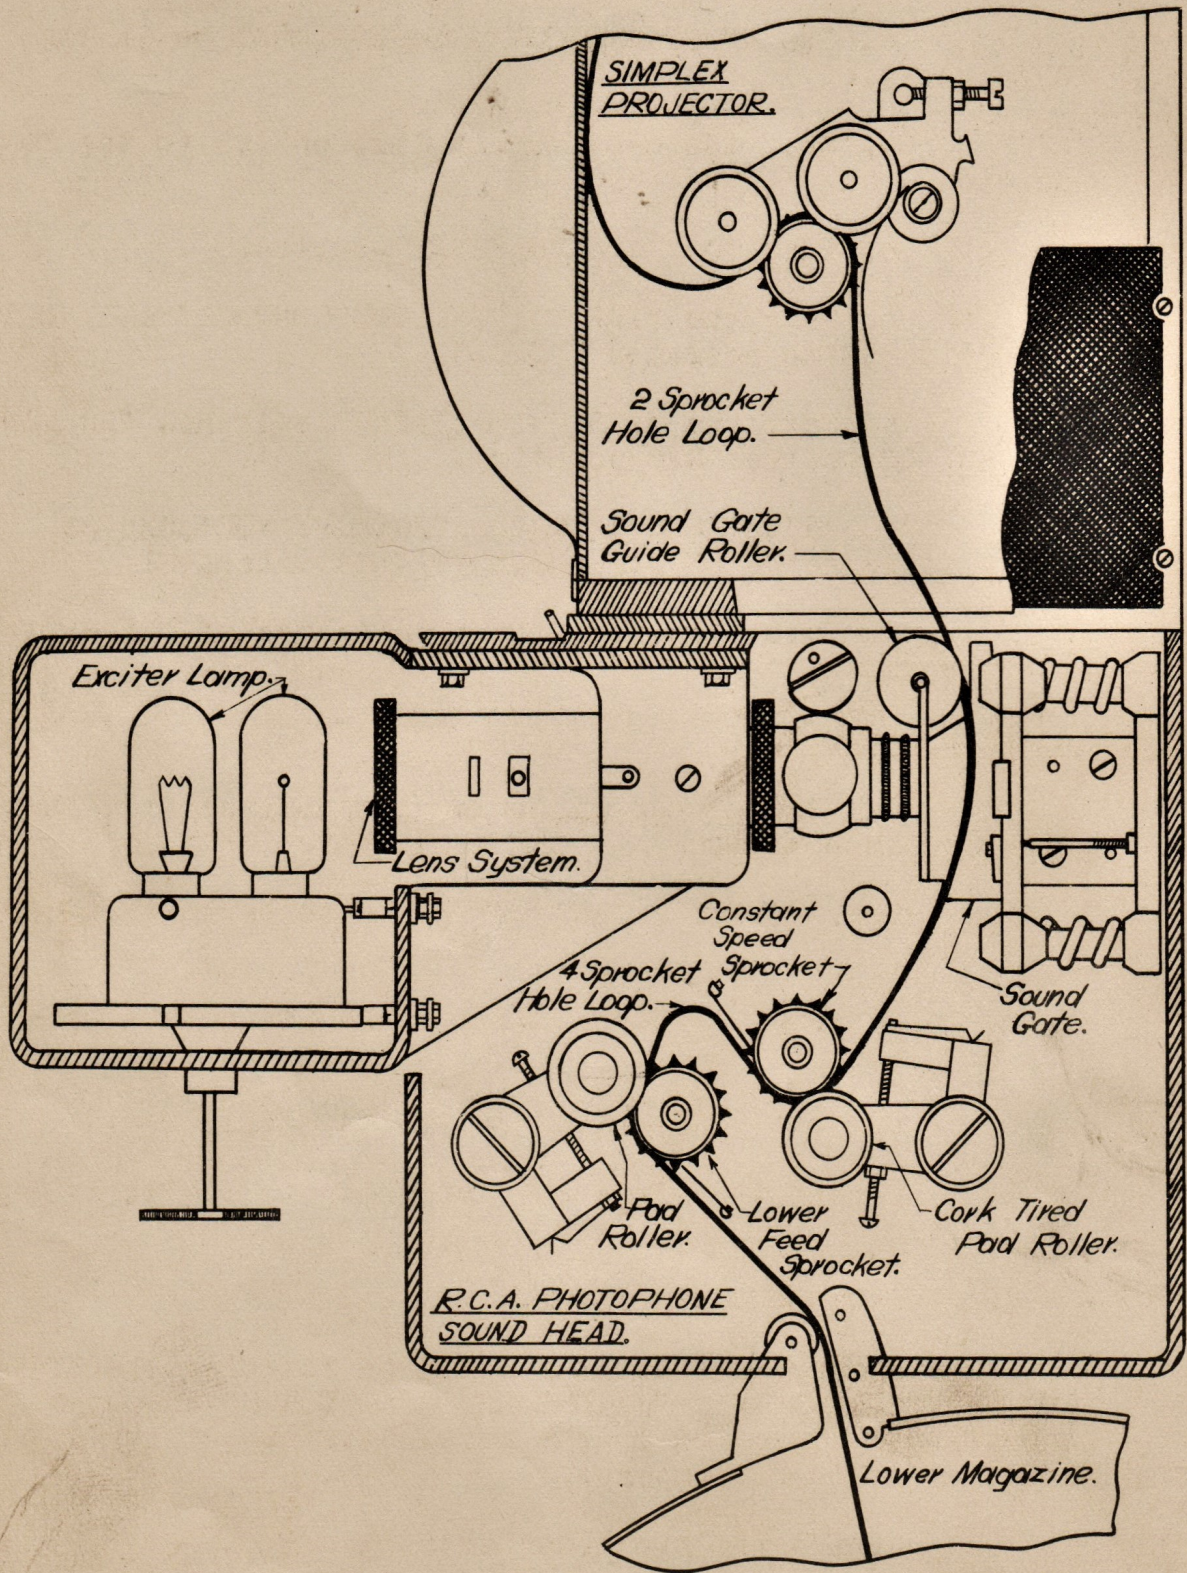 SIMPLEX
PROJECTOR.
2 Sprocket
Hole Loop.
Sound Gate
Guide Roller.
Exciter Lamp.
Lens System.
Constant
Speed
Sprocket
4 Sprocket
Hole Loop.
Sound
Gate.
Pad
Roller.
Lower
Feed
Sprocket.
Cork Tired
Pad Roller.
R.C.A. PHOTOPHONE
SOUND HEAD.
Lower Magazine.